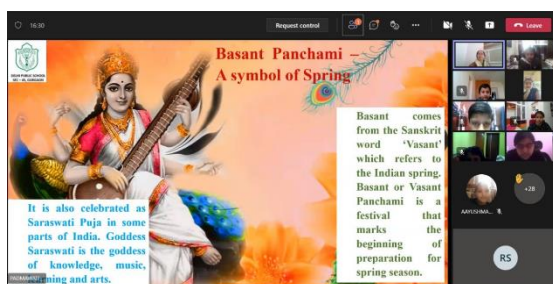 16:30
Request control
Leave
Basant Panchami –
A symbol of Spring
Basant comes
from the Sanskrit
word ‘Vasant’
which refers to
the Indian spring.
Basant or Vasant
Panchami is a
festival that
marks the
beginning of
preparation for
spring season.
It is also celebrated as
Saraswati Puja in some
parts of India. Goddess
Saraswati is the goddess
of knowledge, music,
and arts.
AAYUSHMA...
+28
RS